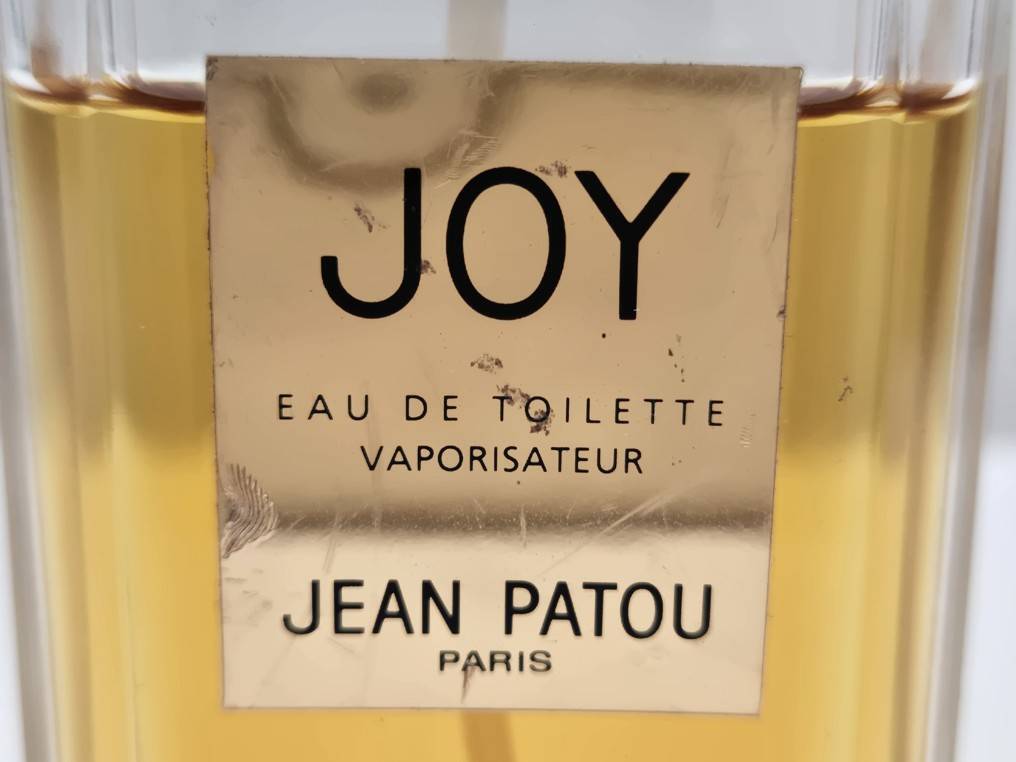 JOY
EAU DE TOILETTE
VAPORISATEUR
JEAN PATOU
PARIS